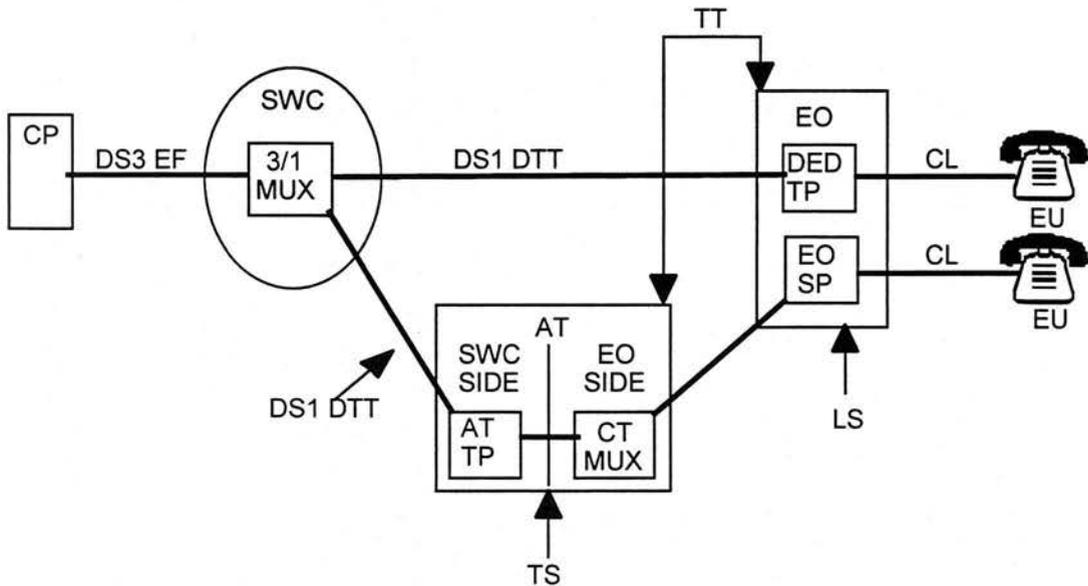 TT
SWC
EO
CP
DS3 EF
3/1
MUX
DS1 DTT
DED
TP
CL
EU
EO
SP
CL
EU
AT
SWC
SIDE
EO
SIDE
DS1 DTT
AT
TP
CT
MUX
LS
TS